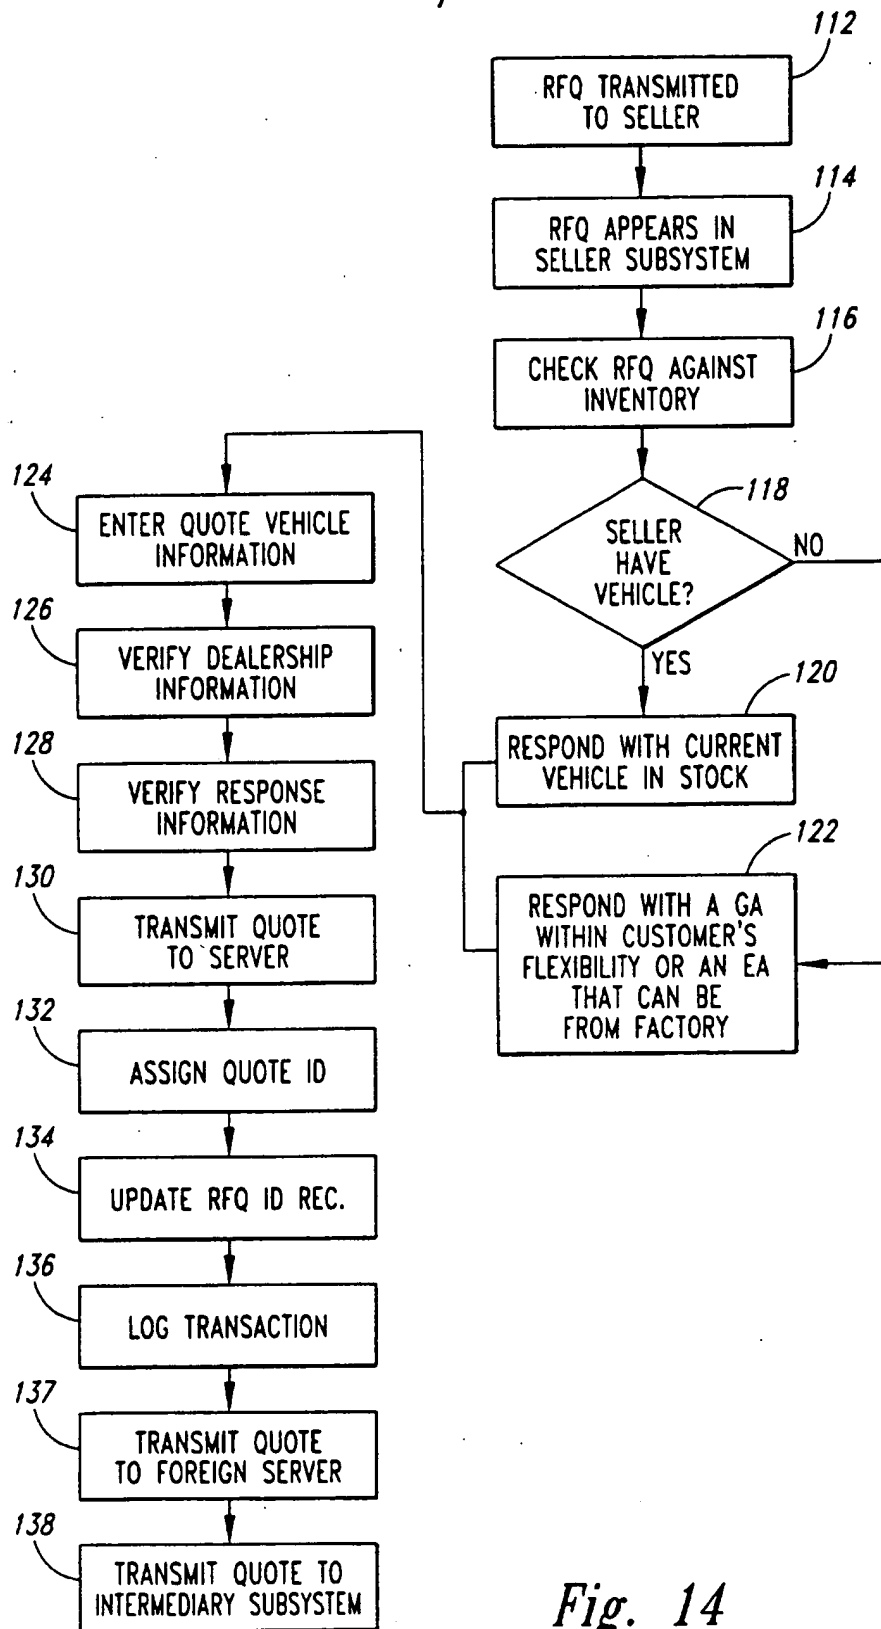 112
RFQ TRANSMITTED
TO SELLER
114
RFQ APPEARS IN
SELLER SUBSYSTEM
116
CHECK RFQ AGAINST
INVENTORY
118
SELLER
HAVE
VEHICLE?
NO
YES
120
RESPOND WITH CURRENT
VEHICLE IN STOCK
122
RESPOND WITH A GA
WITHIN CUSTOMER'S
FLEXIBILITY OR AN EA
THAT CAN BE
FROM FACTORY
124
ENTER QUOTE VEHICLE
INFORMATION
126
VERIFY DEALERSHIP
INFORMATION
128
VERIFY RESPONSE
INFORMATION
130
TRANSMIT QUOTE
TO SERVER
132
ASSIGN QUOTE ID
134
UPDATE RFQ ID REC.
136
LOG TRANSACTION
137
TRANSMIT QUOTE
TO FOREIGN SERVER
138
TRANSMIT QUOTE TO
INTERMEDIARY SUBSYSTEM
Fig. 14